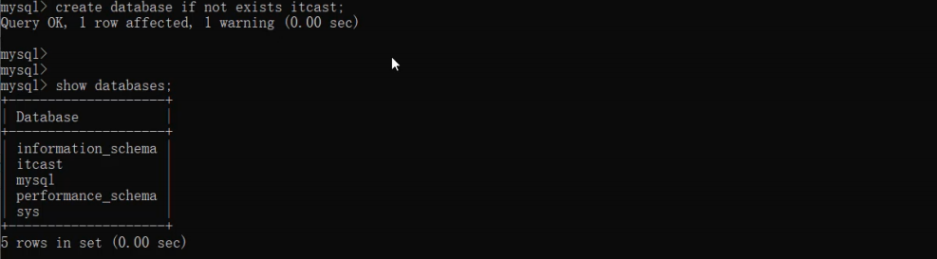 mysql> create database if not exists itcast;
Query OK, 1 row affected, 1 warning (0.00 sec)
mysql>
mysql>
mysql> show databases;
+--------------------+
| Database           |
+--------------------+
| information_schema |
| itcast             |
| mysql              |
| performance_schema |
| sys                |
+--------------------+
5 rows in set (0.00 sec)